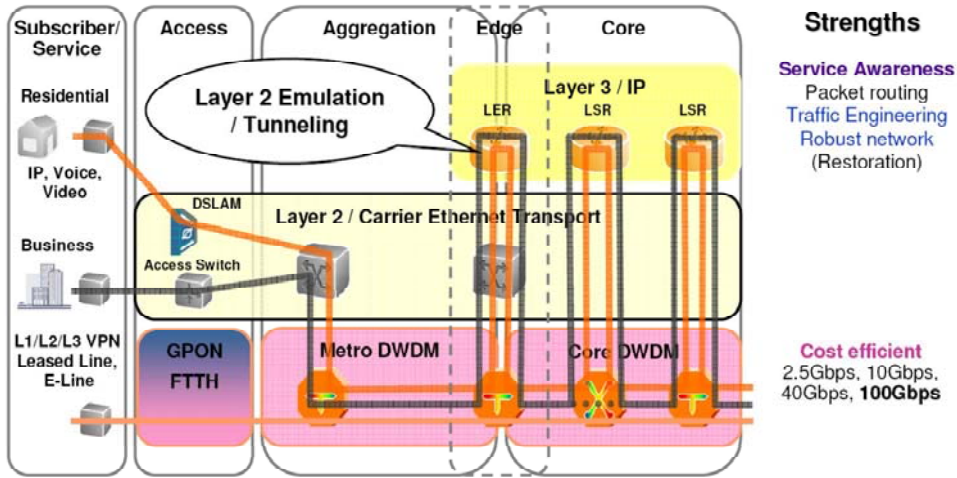 Subscriber/
Service
Access
Aggregation
Edge
Core
Strengths
Residential
IP, Voice,
Video
Layer 2 Emulation
/ Tunneling
Layer 3 / IP
LER
LSR
LSR
Service Awareness
Packet routing
Traffic Engineering
Robust network
(Restoration)
DSLAM
Layer 2 / Carrier Ethernet Transport
Business
Access Switch
L1/L2/L3 VPN
Leased Line,
E-Line
GPON
FTTH
Metro DWDM
Core DWDM
Cost efficient
2.5Gbps, 10Gbps,
40Gbps, 100Gbps